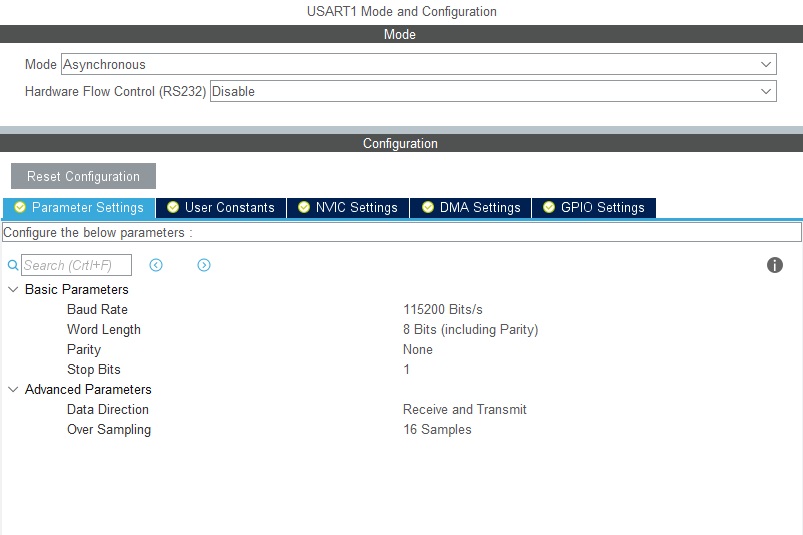 USART1 Mode and Configuration
Mode
Mode Asynchronous
Hardware Flow Control (RS232) Disable
Configuration
Reset Configuration
Parameter Settings User Constants NVIC Settings DMA Settings GPIO Settings
Configure the below parameters :
Search (Crtl+F)
Basic Parameters
Baud Rate 115200 Bits/s
Word Length 8 Bits (including Parity)
Parity None
Stop Bits 1
Advanced Parameters
Data Direction Receive and Transmit
Over Sampling 16 Samples